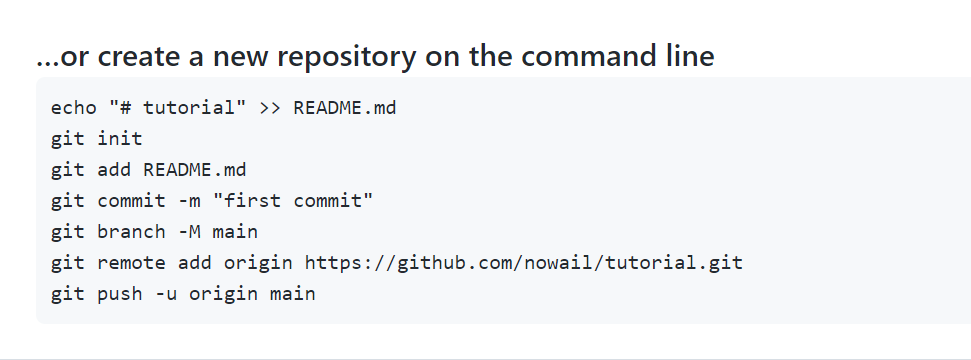 ...or create a new repository on the command line
echo "# tutorial" >> README.md
git init
git add README.md
git commit -m "first commit"
git branch -M main
git remote add origin https://github.com/nowail/tutorial.git
git push -u origin main